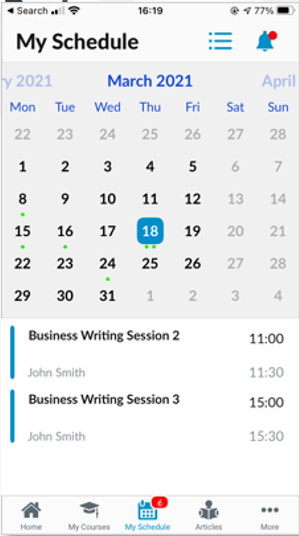 Search 16:19 77%
My Schedule
ry 2021 March 2021 April
Mon Tue Wed Thu Fri Sat Sun
22 23 24 25 26 27 28
1 2 3 4 5 6 7
8 9 10 11 12 13 14
15 16 17 18 19 20 21
22 23 24 25 26 27 28
29 30 31 1 2 3 4
Business Writing Session 2 11:00
John Smith 11:30
Business Writing Session 3 15:00
John Smith 15:30
6
Home My Courses My Schedule Articles More